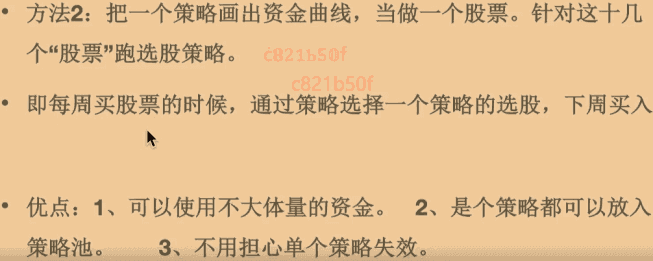 • 方法2：把一个策略画出资金曲线，当做一个股票。针对这十几
个“股票”跑选股策略。
c821b50f
c821b50f
• 即每周买股票的时候，通过策略选择一个策略的选股，下周买入
• 优点：1、可以使用不大体量的资金。 2、是个策略都可以放入
策略池。 3、不用担心单个策略失效。